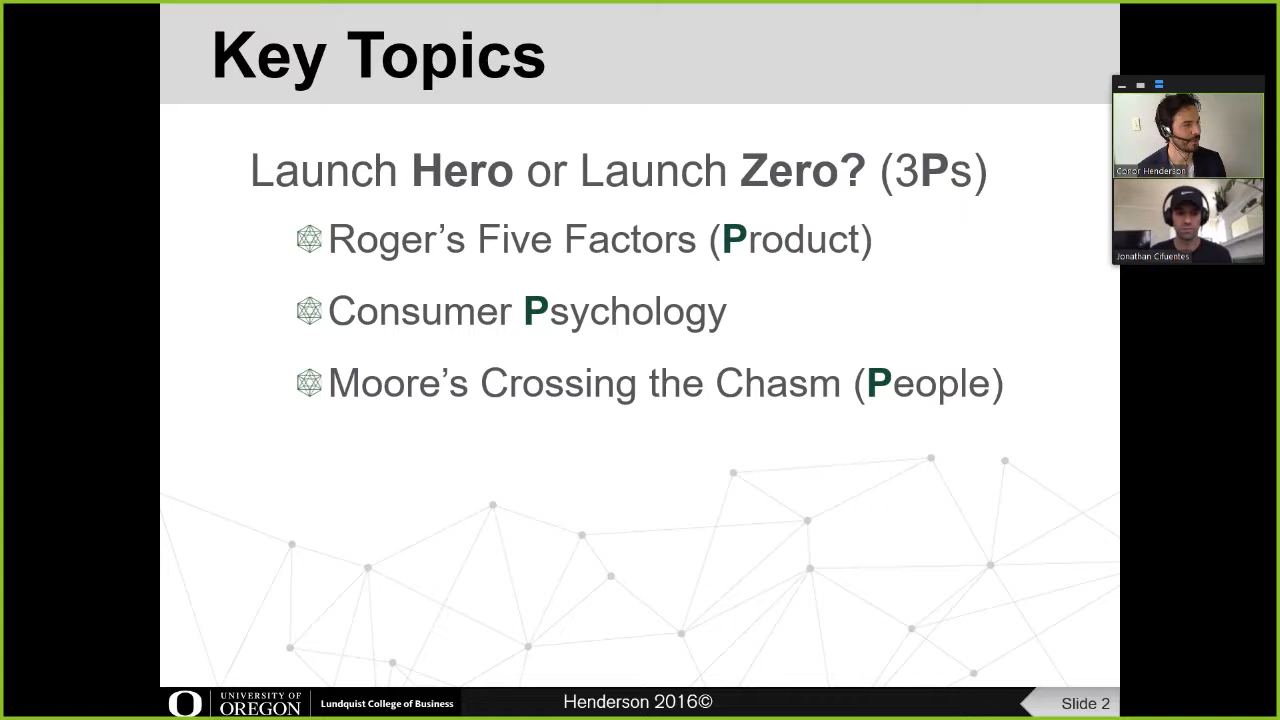 Key Topics
Launch Hero or Launch Zero? (3Ps)
Roger’s Five Factors (Product)
Consumer Psychology
Moore’s Crossing the Chasm (People)
Conor Henderson
Jonathan Cifuentes
UNIVERSITY OF
OREGON
Lundquist College of Business
Henderson 2016©
Slide 2